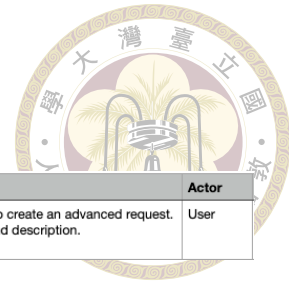 臺
灣
立
大
國
學
Actor
o create an advanced request.
User
d description.